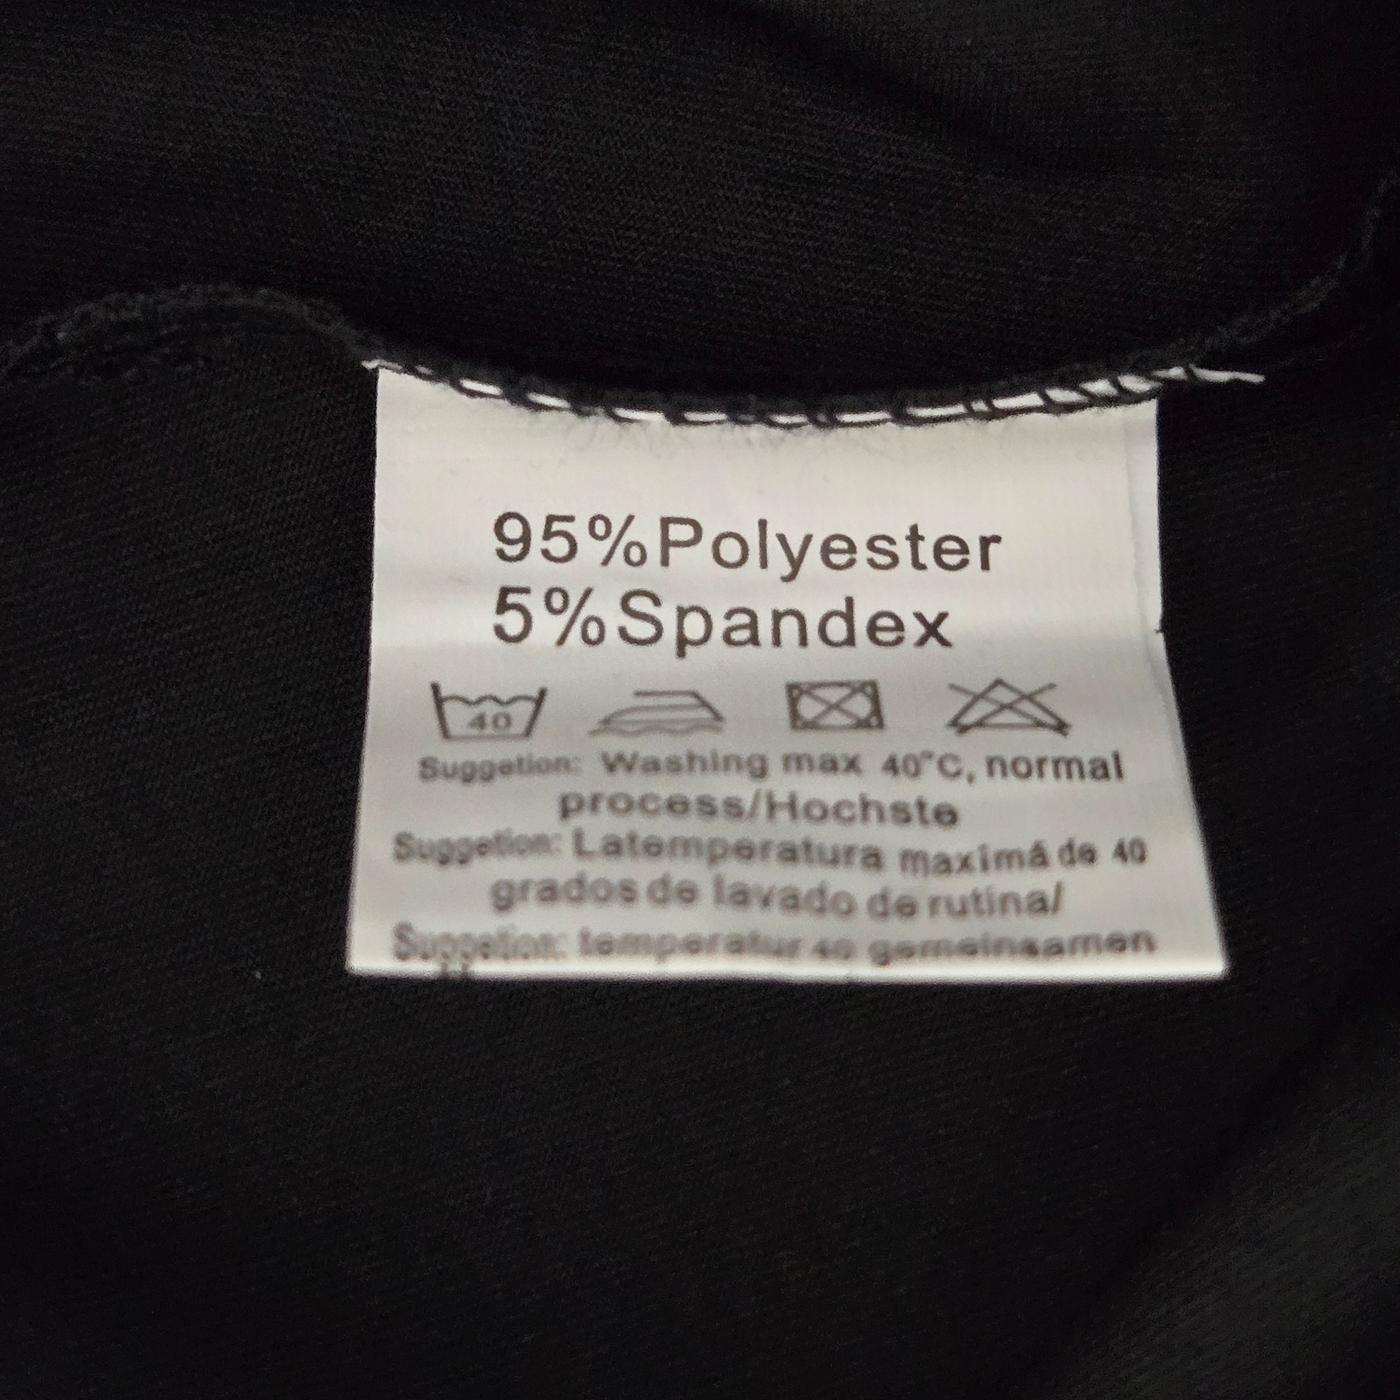 95%Polyester
5%Spandex
40
Suggetion: Washing max 40°C, normal
process/Hochste
Suggetion: Latemperatura maximá de 40
grados de lavado de rutina/
Suggetion: temperatur 40 gemeinsamen